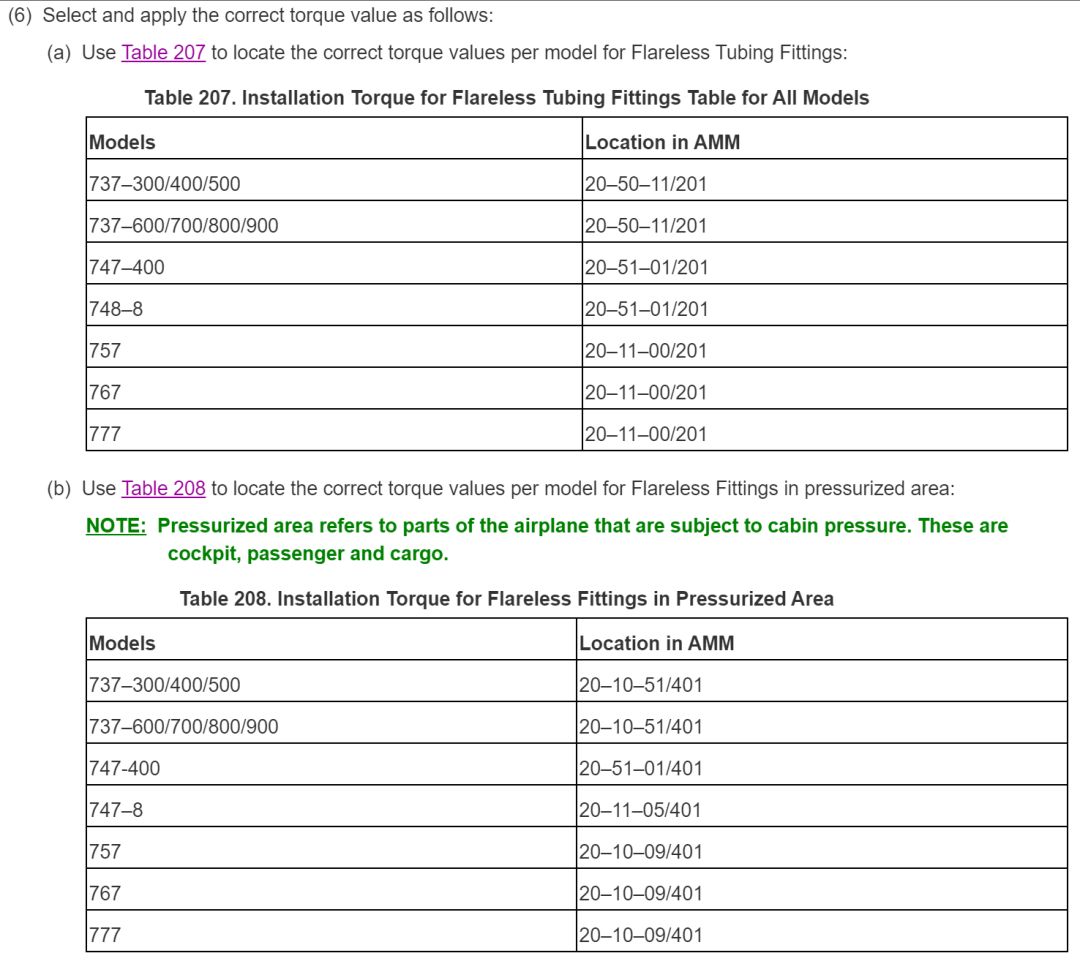 (6) Select and apply the correct torque value as follows:
(a) Use Table 207 to locate the correct torque values per model for Flareless Tubing Fittings:
Table 207. Installation Torque for Flareless Tubing Fittings Table for All Models
Models Location in AMM
737–300/400/500 20–50–11/201
737–600/700/800/900 20–50–11/201
747–400 20–51–01/201
748–8 20–51–01/201
757 20–11–00/201
767 20–11–00/201
777 20–11–00/201
(b) Use Table 208 to locate the correct torque values per model for Flareless Fittings in pressurized area:
NOTE: Pressurized area refers to parts of the airplane that are subject to cabin pressure. These are
cockpit, passenger and cargo.
Table 208. Installation Torque for Flareless Fittings in Pressurized Area
Models Location in AMM
737–300/400/500 20–10–51/401
737–600/700/800/900 20–10–51/401
747-400 20–51–01/401
747–8 20–11–05/401
757 20–10–09/401
767 20–10–09/401
777 20–10–09/401